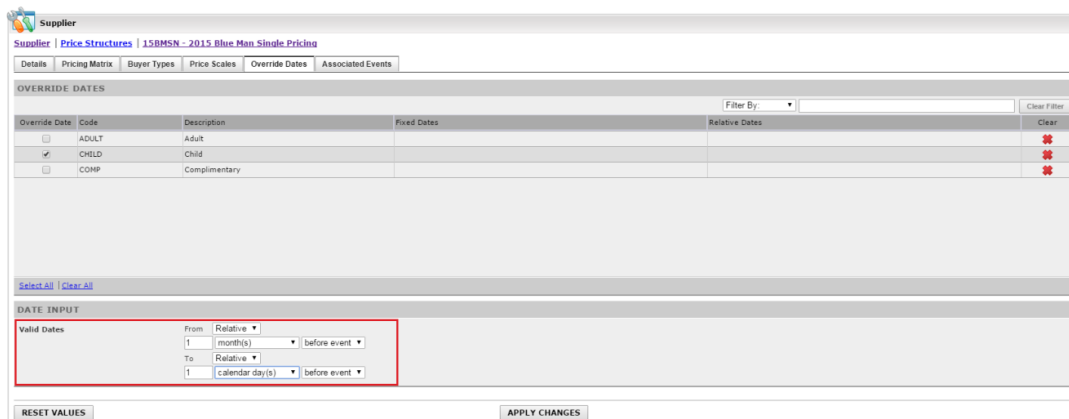 Supplier
Supplier | Price Structures | 15BMSN - 2015 Blue Man Single Pricing
Details Pricing Matrix Buyer Types Price Scales Override Dates Associated Events
OVERRIDE DATES
Filter By: Clear Filter
Override Date Code Description Fixed Dates Relative Dates Clear
ADULT Adult
CHILD Child
COMP Complimentary
Select All | Clear All
DATE INPUT
Valid Dates From Relative
1 month(s) before event
To Relative
1 calendar day(s) before event
RESET VALUES APPLY CHANGES